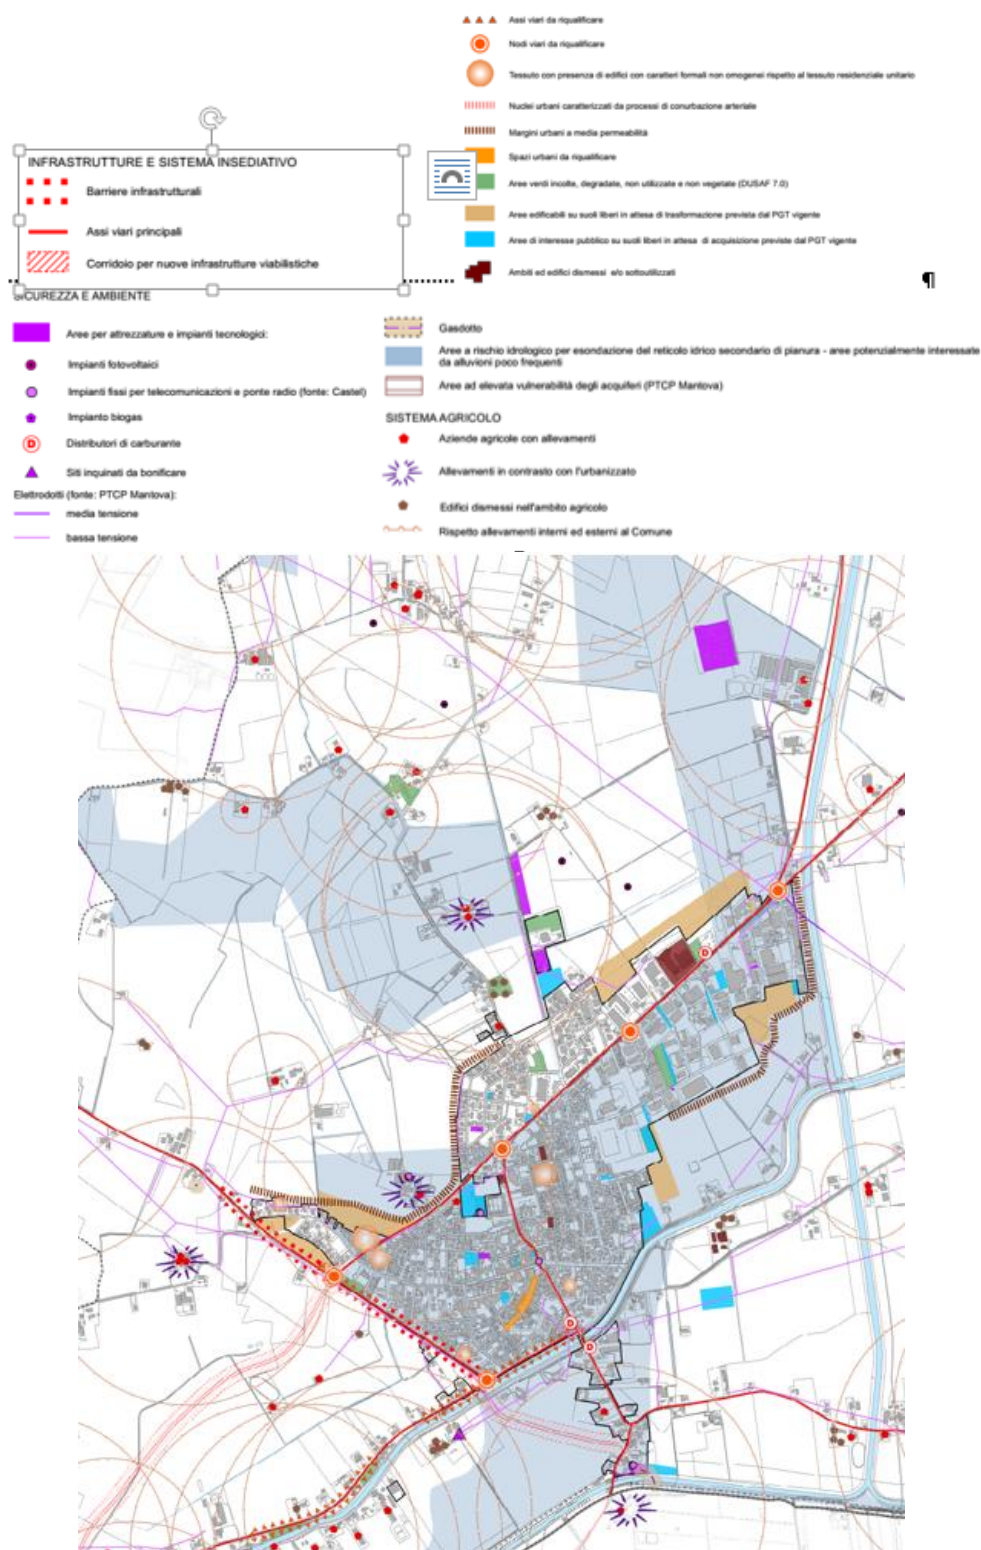 Assi viari da riqualificare
Nodi viari da riqualificare
Tessuto con presenza di edifici con caratteri formali non omogenei rispetto al tessuto residenziale unitario
Nuclei urbani caratterizzati da processi di conurbazione arteriale
Margini urbani a media permeabilità
Spazi urbani da riqualificare
Aree verdi incolte, degradate, non utilizzate e non vegetate (DUSAF 7.0)
Aree edificabili su suoli liberi in attesa di trasformazione prevista dal PGT vigente
Aree di interesse pubblico su suoli liberi in attesa di acquisizione previste dal PGT vigente
Ambiti ed edifici dismessi e/o sottoutilizzati
INFRASTRUTTURE E SISTEMA INSEDIATIVO
Barriere infrastrutturali
Assi viari principali
Corridoio per nuove infrastrutture viabilistiche
¶
SICUREZZA E AMBIENTE
Aree per attrezzature e impianti tecnologici:
Impianti fotovoltaici
Impianti fissi per telecomunicazioni e ponte radio (fonte: Castel)
Impianto biogas
D Distributori di carburante
Siti inquinati da bonificare
Elettrodotti (fonte: PTCP Mantova):
media tensione
bassa tensione
Gasdotto
Aree a rischio idrologico per esondazione del reticolo idrico secondario di pianura - aree potenzialmente interessate
da alluvioni poco frequenti
Aree ad elevata vulnerabilità degli acquiferi (PTCP Mantova)
SISTEMA AGRICOLO
Aziende agricole con allevamenti
Allevamenti in contrasto con l'urbanizzato
Edifici dismessi nell'ambito agricolo
Rispetto allevamenti interni ed esterni al Comune
D
D
D